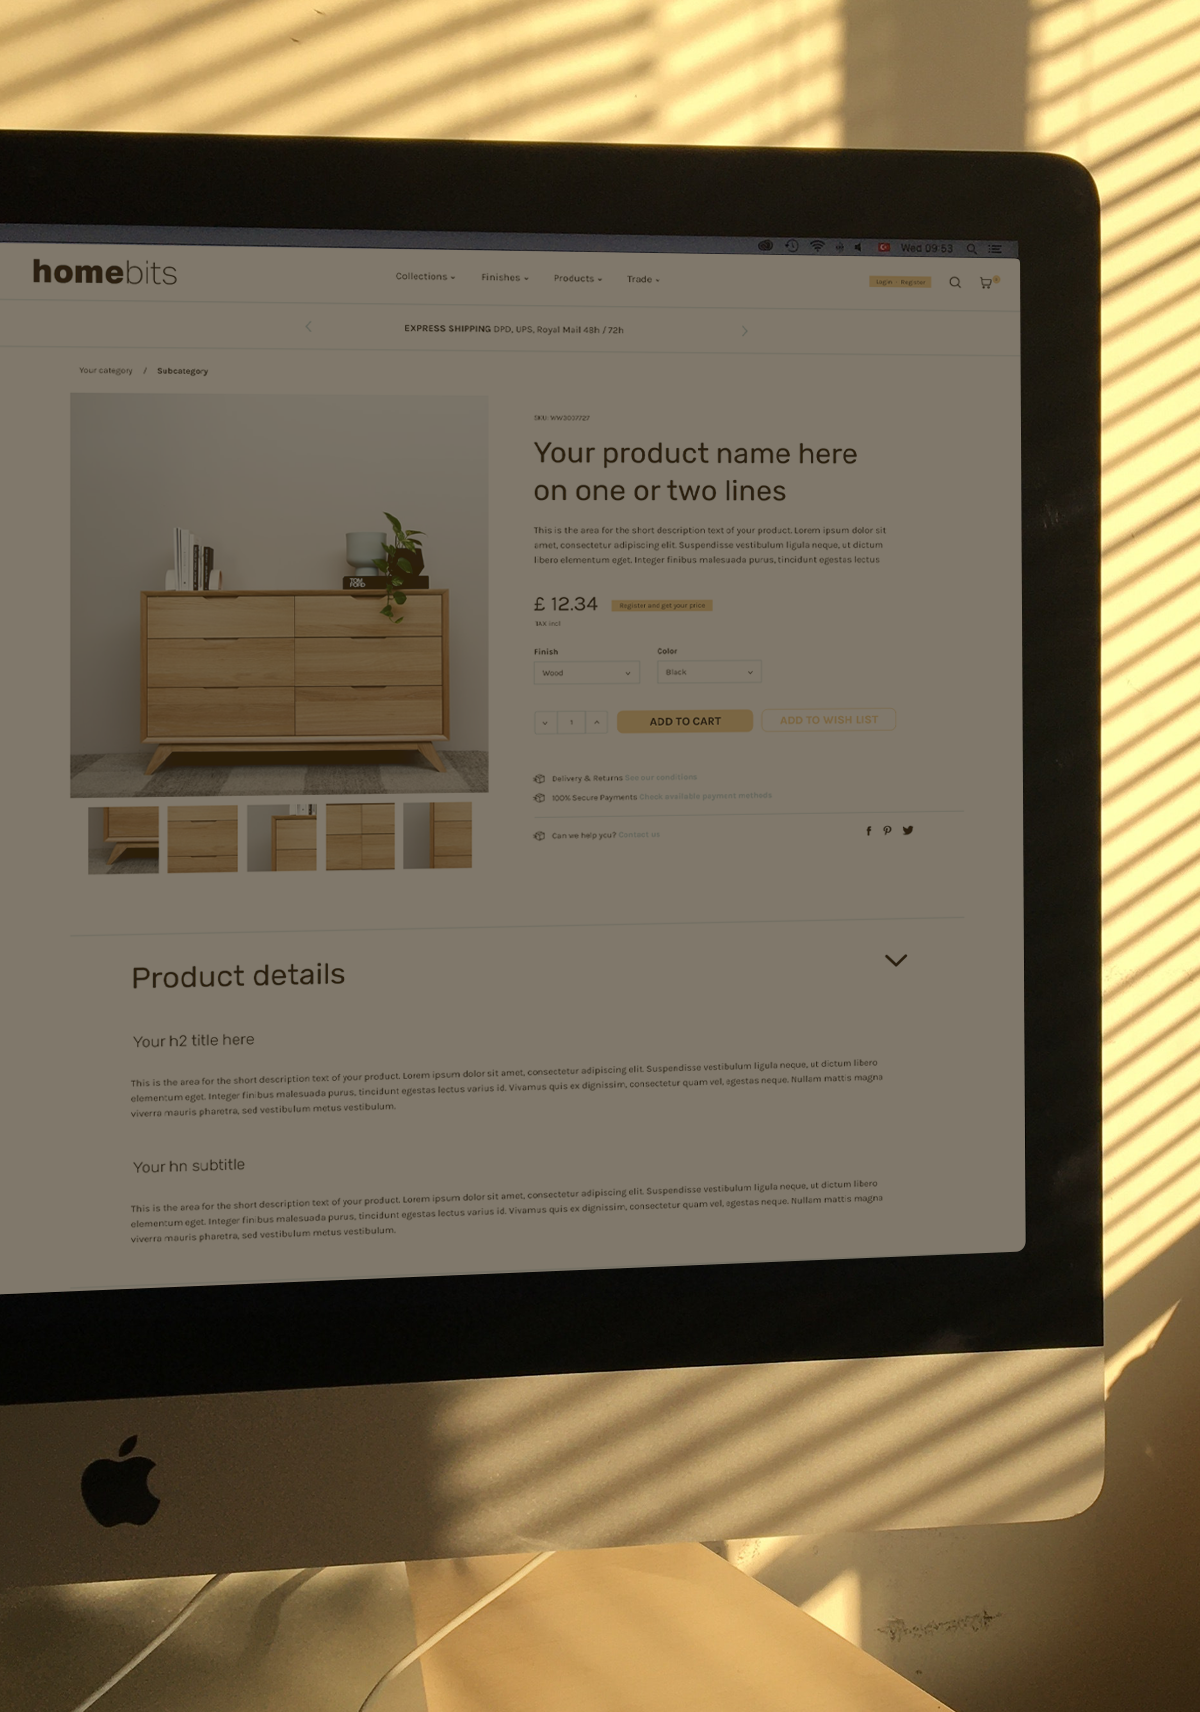 Wed 09 53
homebits
Collections Finishes Products Trade
Login / Register
EXPRESS SHIPPING DPD, UPS, Royal Mail 48h / 72h
Your category / Subcategory
SKU: WW3007727
Your product name here
on one or two lines
This is the area for the short description text of your product. Lorem ipsum dolor sit
amet, consectetur adipiscing elit. Suspendisse vestibulum ligula neque, ut dictum
libero elementum eget. Integer finibus malesuada purus, tincidunt egestas lectus
TOM
FORD
£ 12.34 Register and get your price
TAX incl
Finish Color
Wood Black
1 ADD TO CART ADD TO WISH LIST
Delivery & Returns See our conditions
100% Secure Payments Check available payment methods
Can we help you? Contact us
Product details
Your h2 title here
This is the area for the short description text of your product. Lorem ipsum dolor sit amet, consectetur adipiscing elit. Suspendisse vestibulum ligula neque, ut dictum libero
elementum eget. Integer finibus malesuada purus, tincidunt egestas lectus varius id. Vivamus quis ex dignissim, consectetur quam vel, egestas neque. Nullam mattis magna
viverra mauris pharetra, sed vestibulum metus vestibulum.
Your hn subtitle
This is the area for the short description text of your product. Lorem ipsum dolor sit amet, consectetur adipiscing elit. Suspendisse vestibulum ligula neque, ut dictum libero
elementum eget. Integer finibus malesuada purus, tincidunt egestas lectus varius id. Vivamus quis ex dignissim, consectetur quam vel, egestas neque. Nullam mattis magna
viverra mauris pharetra, sed vestibulum metus vestibulum.